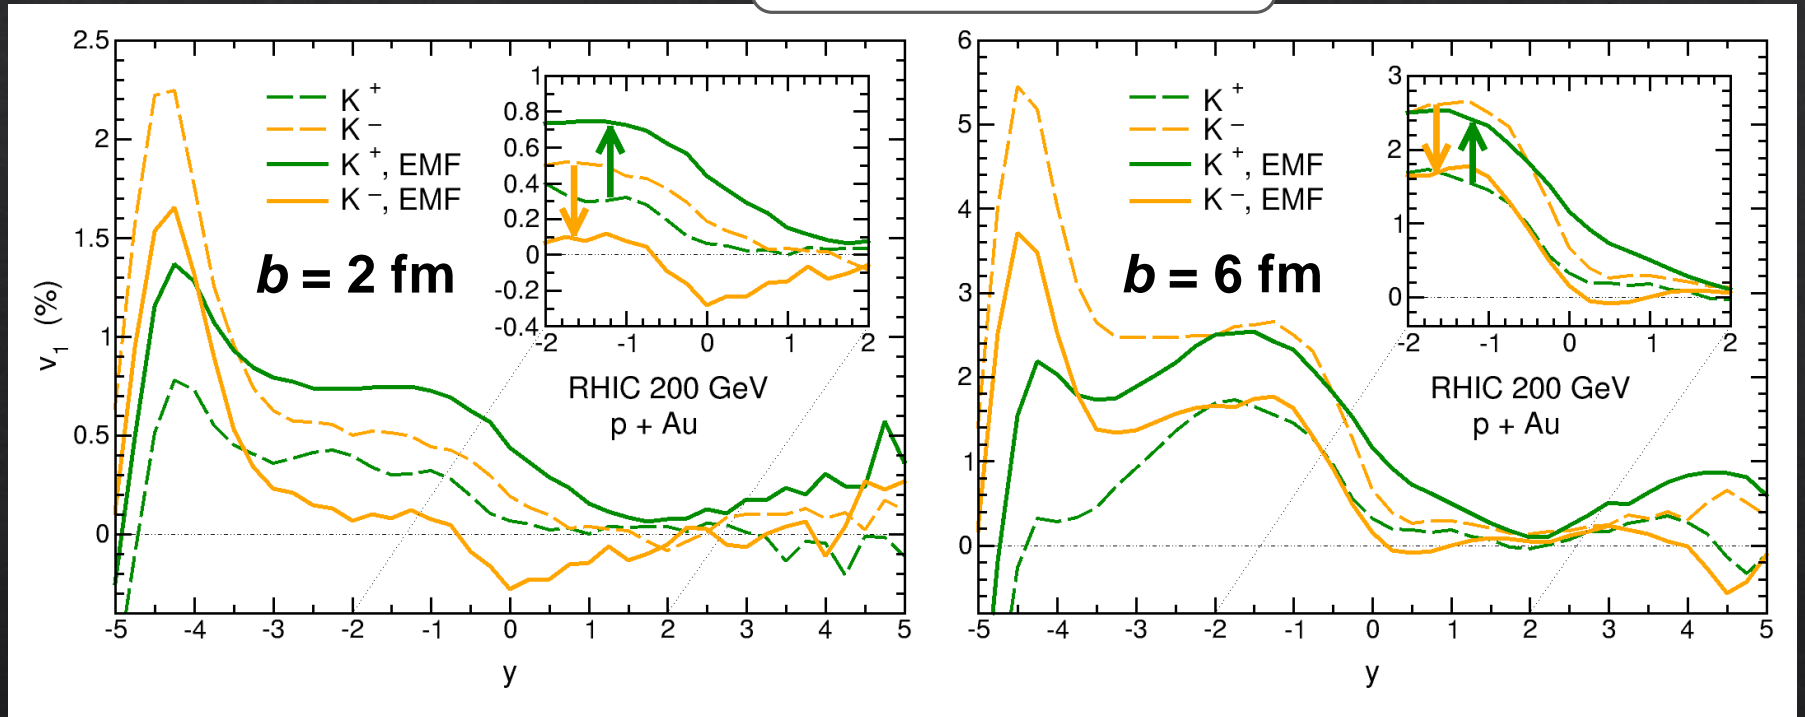 2.5
2
1.5
1
0.5
0
v1 (%)
K+
K−
K+, EMF
K−, EMF
b = 2 fm
1
0.8
0.6
0.4
0.2
0
-0.2
-0.4
-2 -1 0 1 2
RHIC 200 GeV
p + Au
-5 -4 -3 -2 -1 0 1 2 3 4 5
y
6
5
4
3
2
1
0
K+
K−
K+, EMF
K−, EMF
b = 6 fm
3
2
1
0
-2 -1 0 1 2
RHIC 200 GeV
p + Au
-5 -4 -3 -2 -1 0 1 2 3 4 5
y